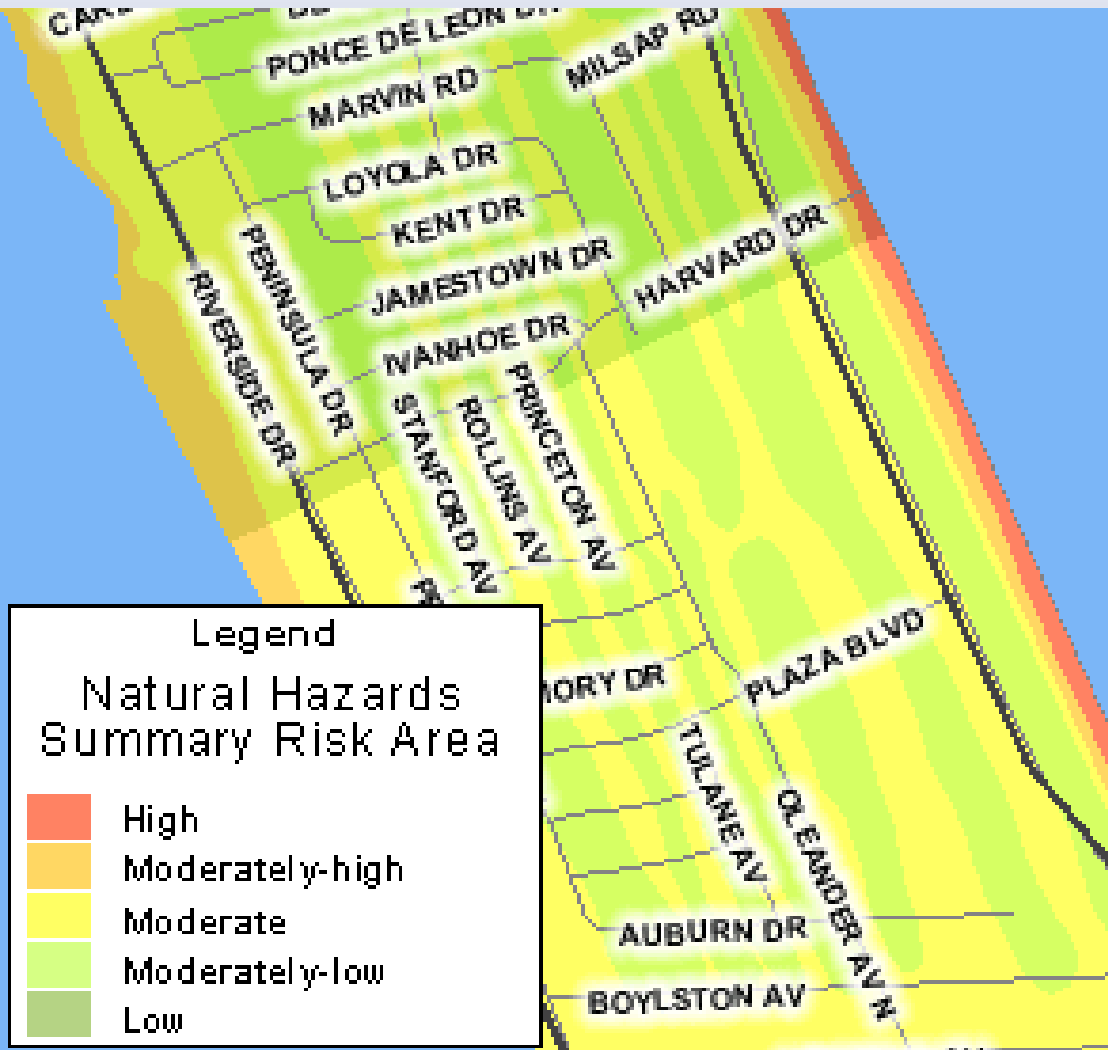 PONCE DE LEON DR
MILSAP RD
MARVIN RD
LOYOLA DR
KENT DR
HARVARD DR
PENINSULA DR
JAMESTOWN DR
RIVERSIDE DR
IVANHOE DR
STANFORD AV
ROLLINS AV
PRINCETON AV
Legend
Natural Hazards
Summary Risk Area
High
Moderately-high
Moderate
Moderately-low
Low
PLAZA BLVD
MORY DR
TULANE AV
OLEANDER AV N
AUBURN DR
BOYLSTON AV